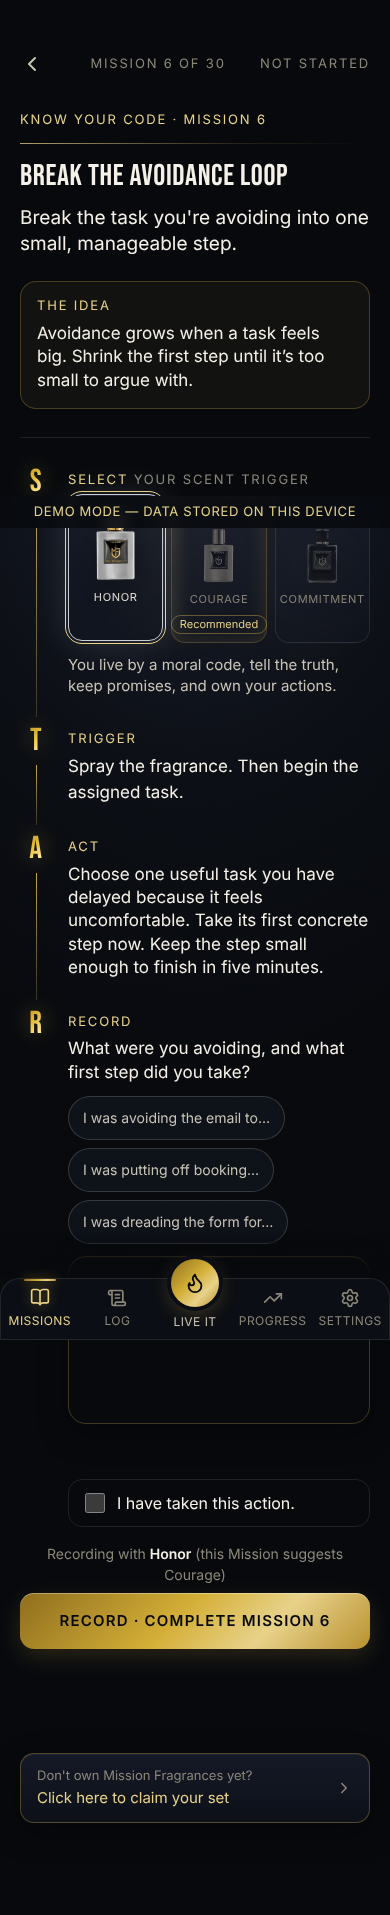 MISSION 6 OF 30 NOT STARTED
KNOW YOUR CODE · MISSION 6
BREAK THE AVOIDANCE LOOP
Break the task you're avoiding into one
small, manageable step.
THE IDEA
Avoidance grows when a task feels
big. Shrink the first step until it’s too
small to argue with.
S SELECT YOUR SCENT TRIGGER
DEMO MODE — DATA STORED ON THIS DEVICE
HONOR COURAGE COMMITMENT
Recommended
You live by a moral code, tell the truth,
keep promises, and own your actions.
T TRIGGER
Spray the fragrance. Then begin the
assigned task.
A ACT
Choose one useful task you have
delayed because it feels
uncomfortable. Take its first concrete
step now. Keep the step small
enough to finish in five minutes.
R RECORD
What were you avoiding, and what
first step did you take?
I was avoiding the email to...
I was putting off booking...
I was dreading the form for...
MISSIONS LOG LIVE IT PROGRESS SETTINGS
I have taken this action.
Recording with Honor (this Mission suggests
Courage)
RECORD · COMPLETE MISSION 6
Don't own Mission Fragrances yet?
Click here to claim your set